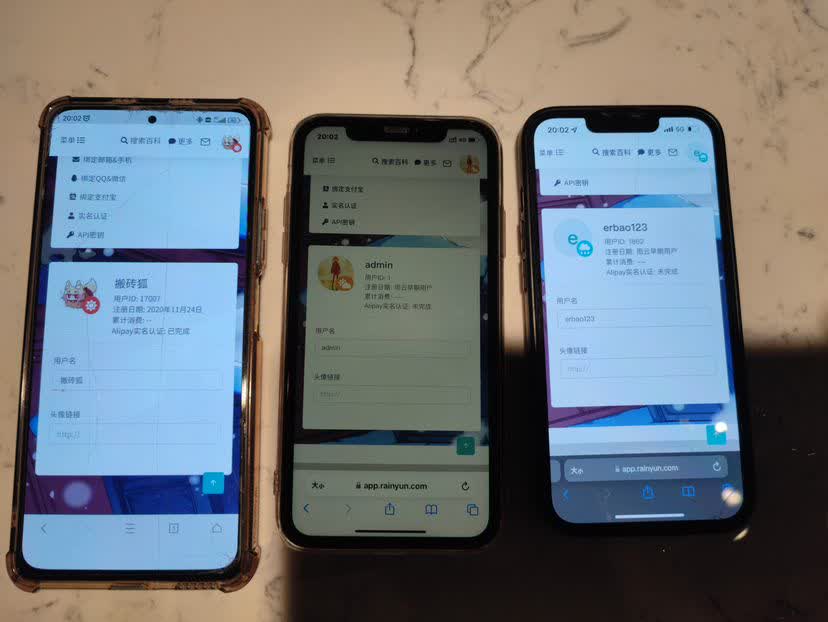 20:02
菜单
搜索百科
更多
绑定邮箱&手机
绑定QQ&微信
绑定支付宝
实名认证
API密钥
搬砖狐
用户ID: 17007
注册日期: 2020年11月24日
累计消费: --
Alipay实名认证: 已完成
用户名
搬砖狐
头像链接
http://
20:02
4G
菜单
搜索百科
更多
绑定支付宝
实名认证
API密钥
admin
用户ID: 1
注册日期: 雨云早期用户
累计消费: --
Alipay实名认证: 未完成
用户名
admin
头像链接
http://
大小
app.rainyun.com
20:02
5G
菜单
搜索百科
更多
API密钥
e
erbao123
用户ID: 1862
注册日期: 雨云早期用户
累计消费: --
Alipay实名认证: 未完成
用户名
erbao123
头像链接
http://
大小
app.rainyun.com